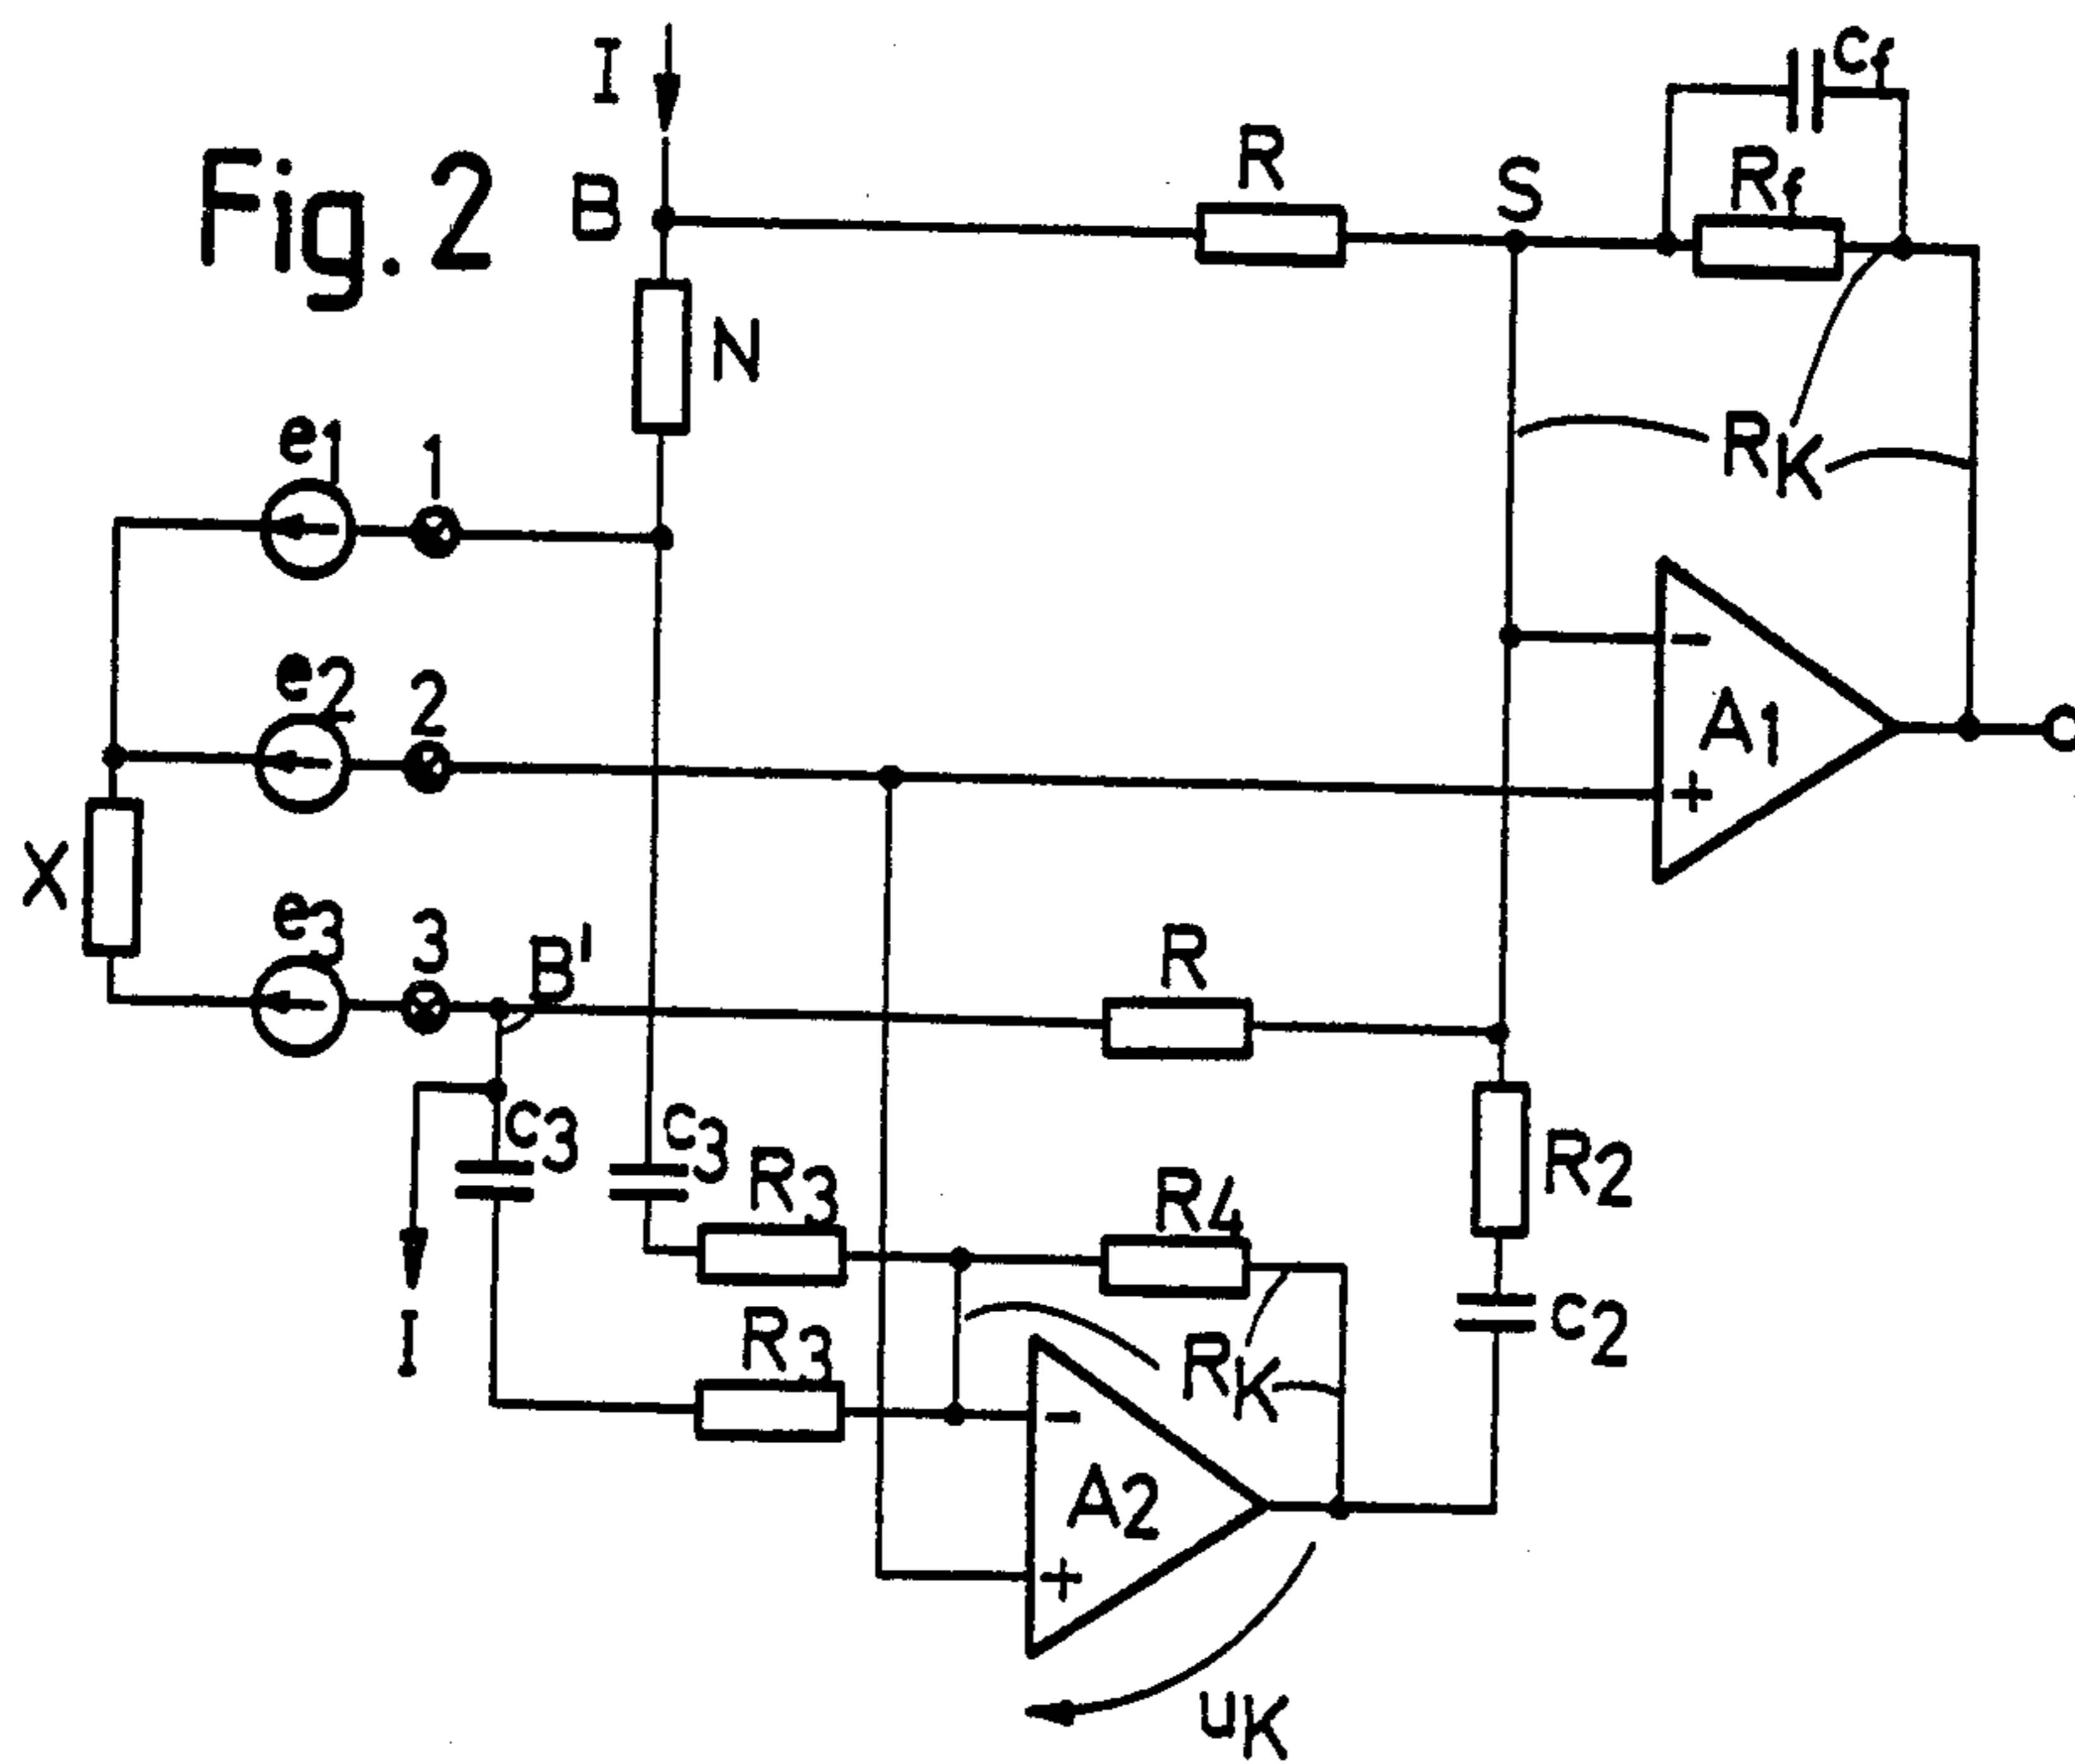 Fig.2
I
B
R
S
Cf
Rf
N
RK
e1
1
e2
2
A1
-
+
X
e3
3
B'
R
C3
C3
R3
R4
R2
C2
I
R3
RK
-
A2
+
uK